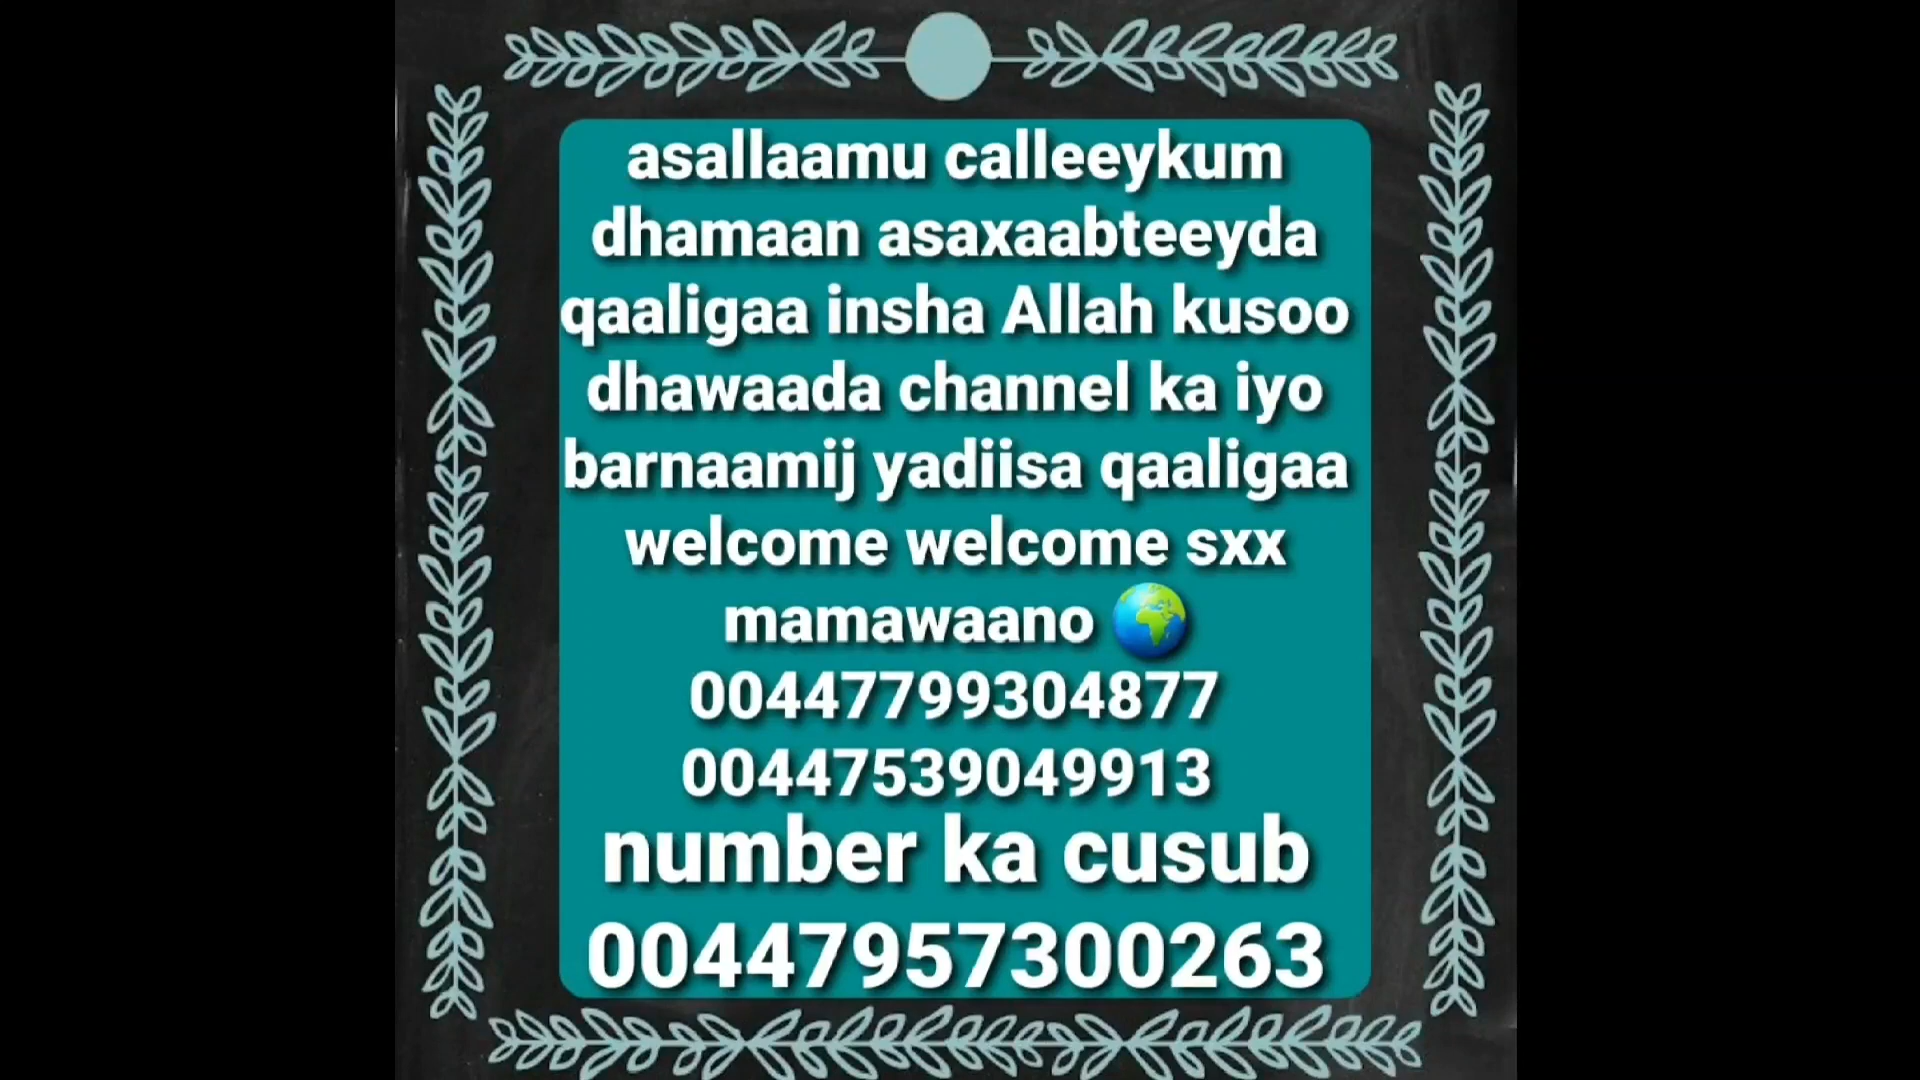 asallaamu calleeykum
dhamaan asaxaabteeyda
qaaligaa insha Allah kusoo
dhawaada channel ka iyo
barnaamij yadiisa qaaligaa
welcome welcome sxx
mamawaano 🌍
00447799304877
00447539049913
number ka cusub
00447957300263